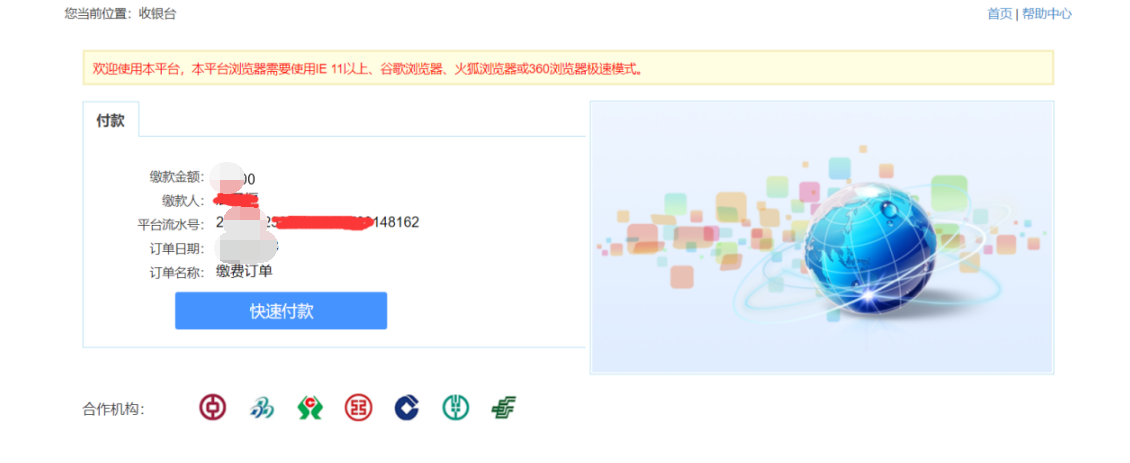 您当前位置：收银台
首页 | 帮助中心
欢迎使用本平台，本平台浏览器需要使用IE 11以上、谷歌浏览器、火狐浏览器或360浏览器极速模式。
付款
缴款金额：
缴款人：
平台流水号： 148162
订单日期：
订单名称： 缴费订单
快速付款
合作机构：